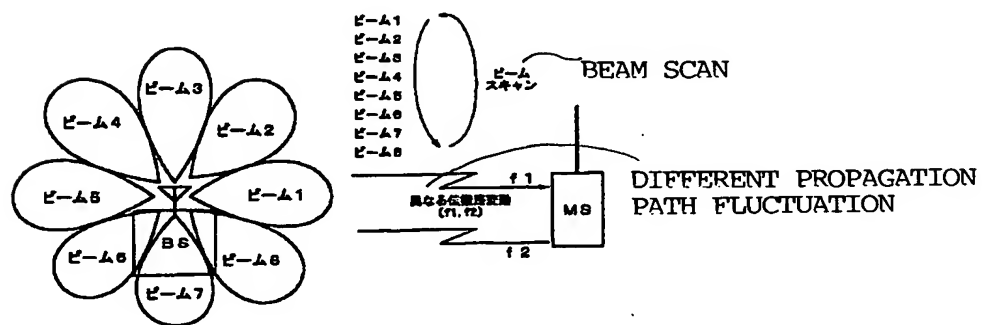 ビーム3
ビーム4
ビーム2
ビーム5
ビーム1
ビーム6
BS
ビーム8
ビーム7
ビーム1
ビーム2
ビーム3
ビーム4
ビーム5
ビーム6
ビーム7
ビーム8
ビーム
スキャン
BEAM SCAN
f1
異なる伝搬路変動
(f1, f2)
MS
f2
DIFFERENT PROPAGATION
PATH FLUCTUATION